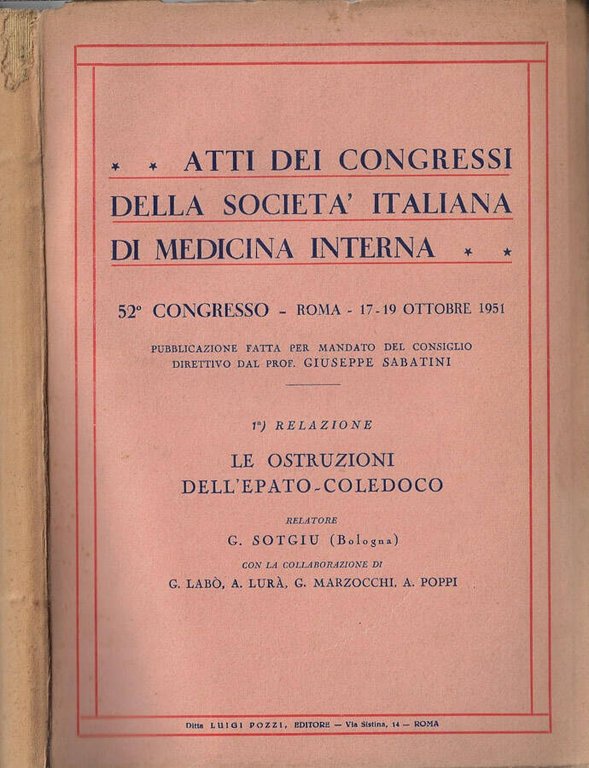 * * ATTI DEI CONGRESSI
DELLA SOCIETA' ITALIANA
DI MEDICINA INTERNA * *
52º CONGRESSO - ROMA - 17-19 OTTOBRE 1951
PUBBLICAZIONE FATTA PER MANDATO DEL CONSIGLIO
DIRETTIVO DAL PROF. GIUSEPPE SABATINI
1ª) RELAZIONE
LE OSTRUZIONI
DELL'EPATO-COLEDOCO
RELATORE
G. SOTGIU (Bologna)
CON LA COLLABORAZIONE DI
G. LABÒ, A. LURÀ, G. MARZOCCHI, A. POPPI
Ditta LUIGI POZZI, EDITORE — Via Sistina, 14 — ROMA